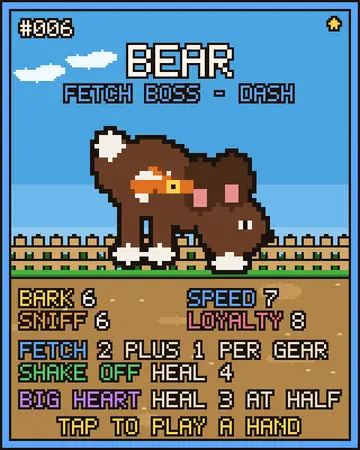 #006
BEAR
FETCH BOSS - DASH
BARK 6 SPEED 7
SNIFF 6 LOYALTY 8
FETCH 2 PLUS 1 PER GEAR
SHAKE OFF HEAL 4
BIG HEART HEAL 3 AT HALF
TAP TO PLAY A HAND